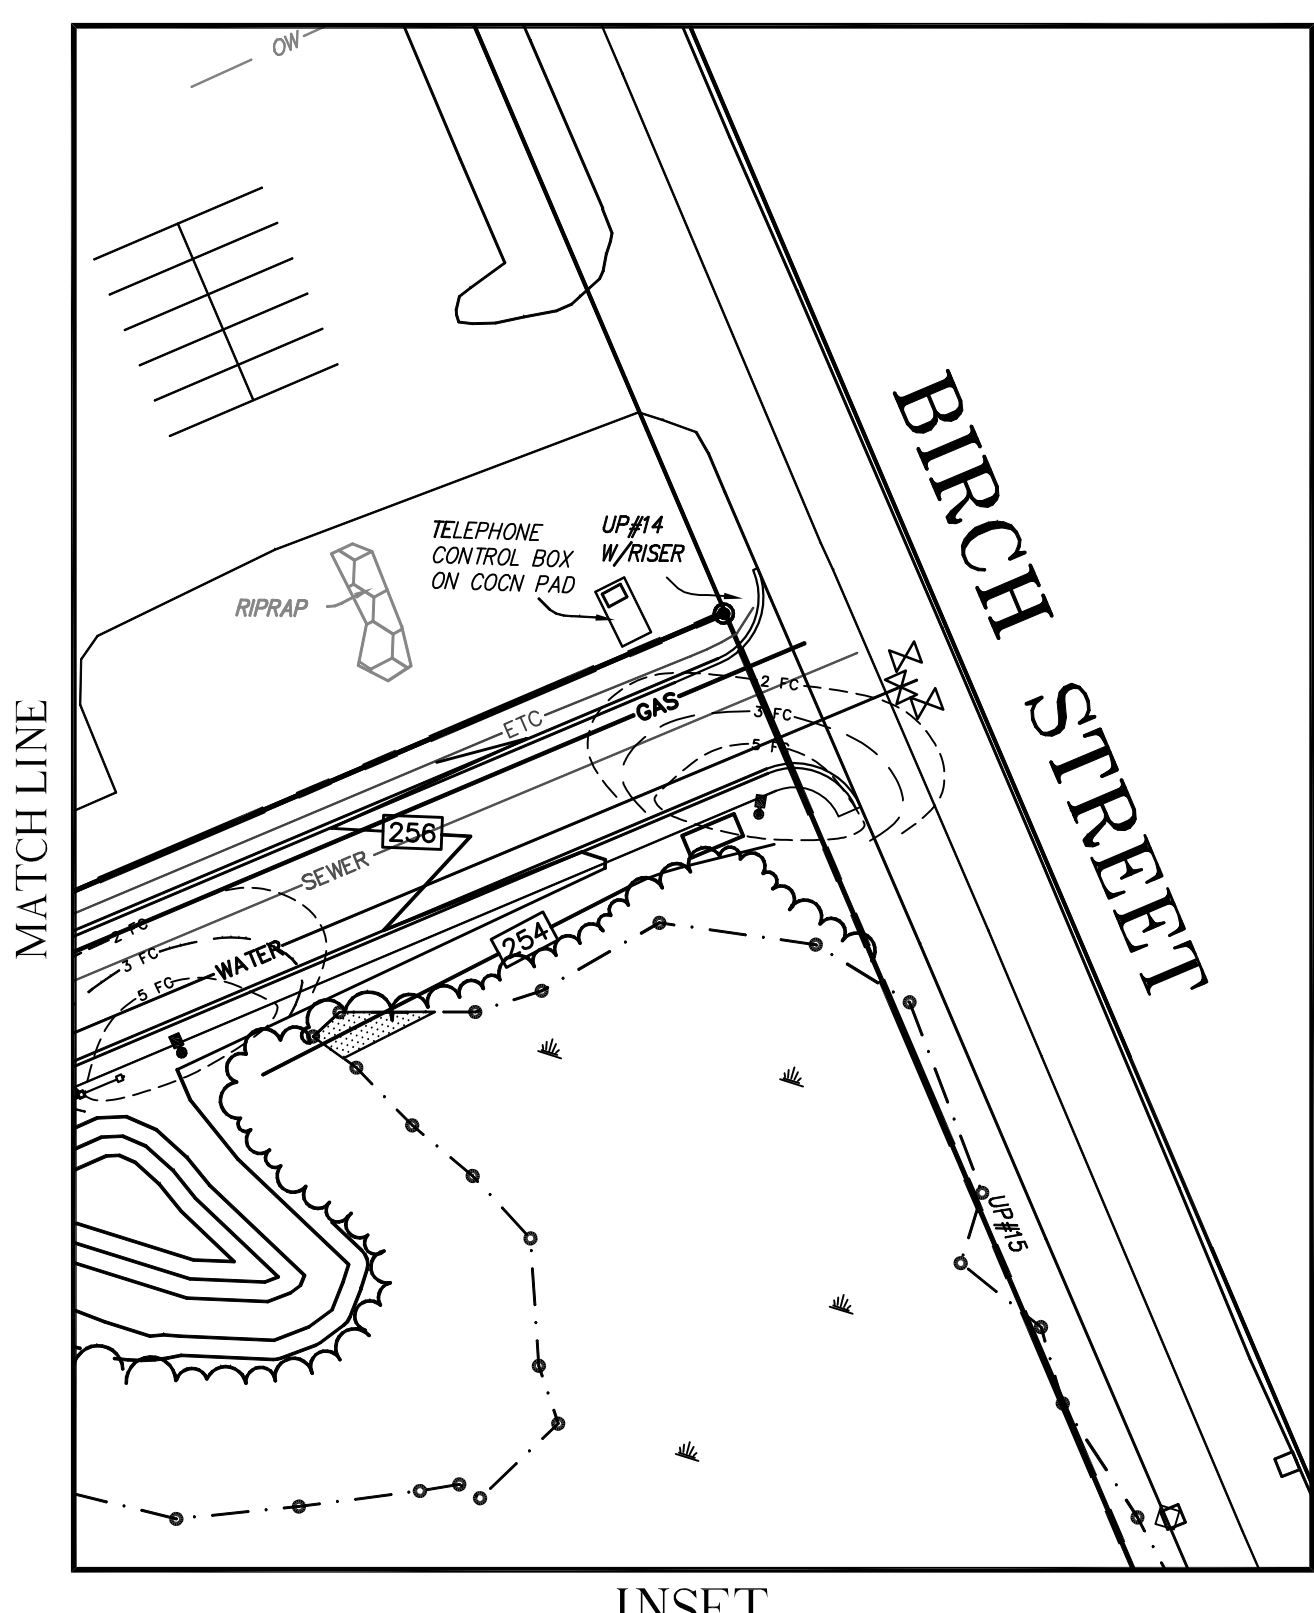 OW
BIRCH STREET
TELEPHONE
CONTROL BOX
ON COCN PAD
UP#14
W/RISER
RIPRAP
ETC
GAS
2 FC
3 FC
5 FC
256
SEWER
254
2 FC
3 FC
5 FC
WATER
UP#15
MATCH LINE
INSET